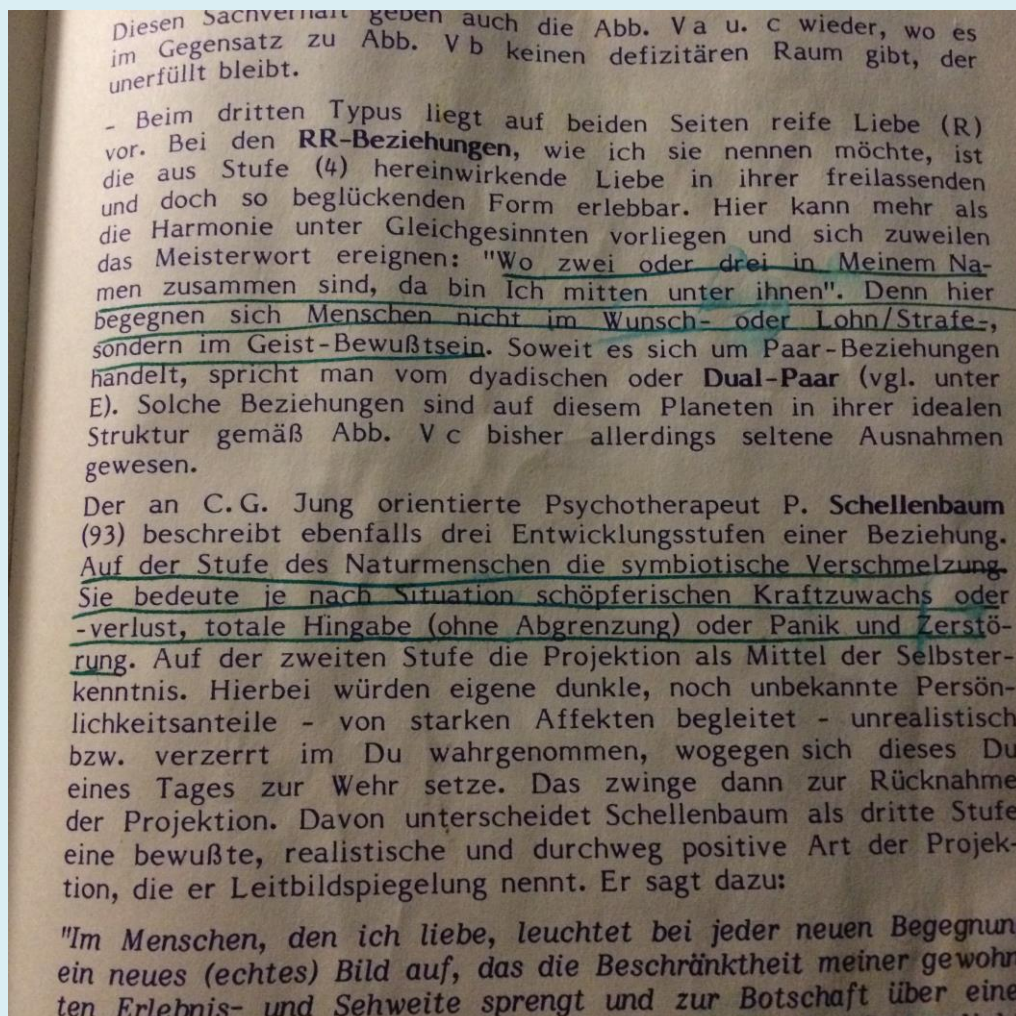 Diesen Sachverhalt geben auch die Abb. V a u. c wieder, wo es
im Gegensatz zu Abb. V b keinen defizitären Raum gibt, der
unerfüllt bleibt.
- Beim dritten Typus liegt auf beiden Seiten reife Liebe (R)
vor. Bei den RR-Beziehungen, wie ich sie nennen möchte, ist
die aus Stufe (4) hereinwirkende Liebe in ihrer freilassenden
und doch so beglückenden Form erlebbar. Hier kann mehr als
die Harmonie unter Gleichgesinnten vorliegen und sich zuweilen
das Meisterwort ereignen: "Wo zwei oder drei in Meinem Na-
men zusammen sind, da bin Ich mitten unter ihnen". Denn hier
begegnen sich Menschen nicht im Wunsch- oder Lohn/Strafe-,
sondern im Geist-Bewußtsein. Soweit es sich um Paar-Beziehungen
handelt, spricht man vom dyadischen oder Dual-Paar (vgl. unter
E). Solche Beziehungen sind auf diesem Planeten in ihrer idealen
Struktur gemäß Abb. V c bisher allerdings seltene Ausnahmen
gewesen.
Der an C.G. Jung orientierte Psychotherapeut P. Schellenbaum
(93) beschreibt ebenfalls drei Entwicklungsstufen einer Beziehung.
Auf der Stufe des Naturmenschen die symbiotische Verschmelzung.
Sie bedeute je nach Situation schöpferischen Kraftzuwachs oder
-verlust, totale Hingabe (ohne Abgrenzung) oder Panik und Zerstö-
rung. Auf der zweiten Stufe die Projektion als Mittel der Selbster-
kenntnis. Hierbei würden eigene dunkle, noch unbekannte Persön-
lichkeitsanteile - von starken Affekten begleitet - unrealistisch
bzw. verzerrt im Du wahrgenommen, wogegen sich dieses Du
eines Tages zur Wehr setze. Das zwinge dann zur Rücknahme
der Projektion. Davon unterscheidet Schellenbaum als dritte Stufe
eine bewußte, realistische und durchweg positive Art der Projek-
tion, die er Leitbildspiegelung nennt. Er sagt dazu:
"Im Menschen, den ich liebe, leuchtet bei jeder neuen Begegnun
ein neues (echtes) Bild auf, das die Beschränktheit meiner gewohn
ten Erlebnis- und Sehweite sprengt und zur Botschaft über eine